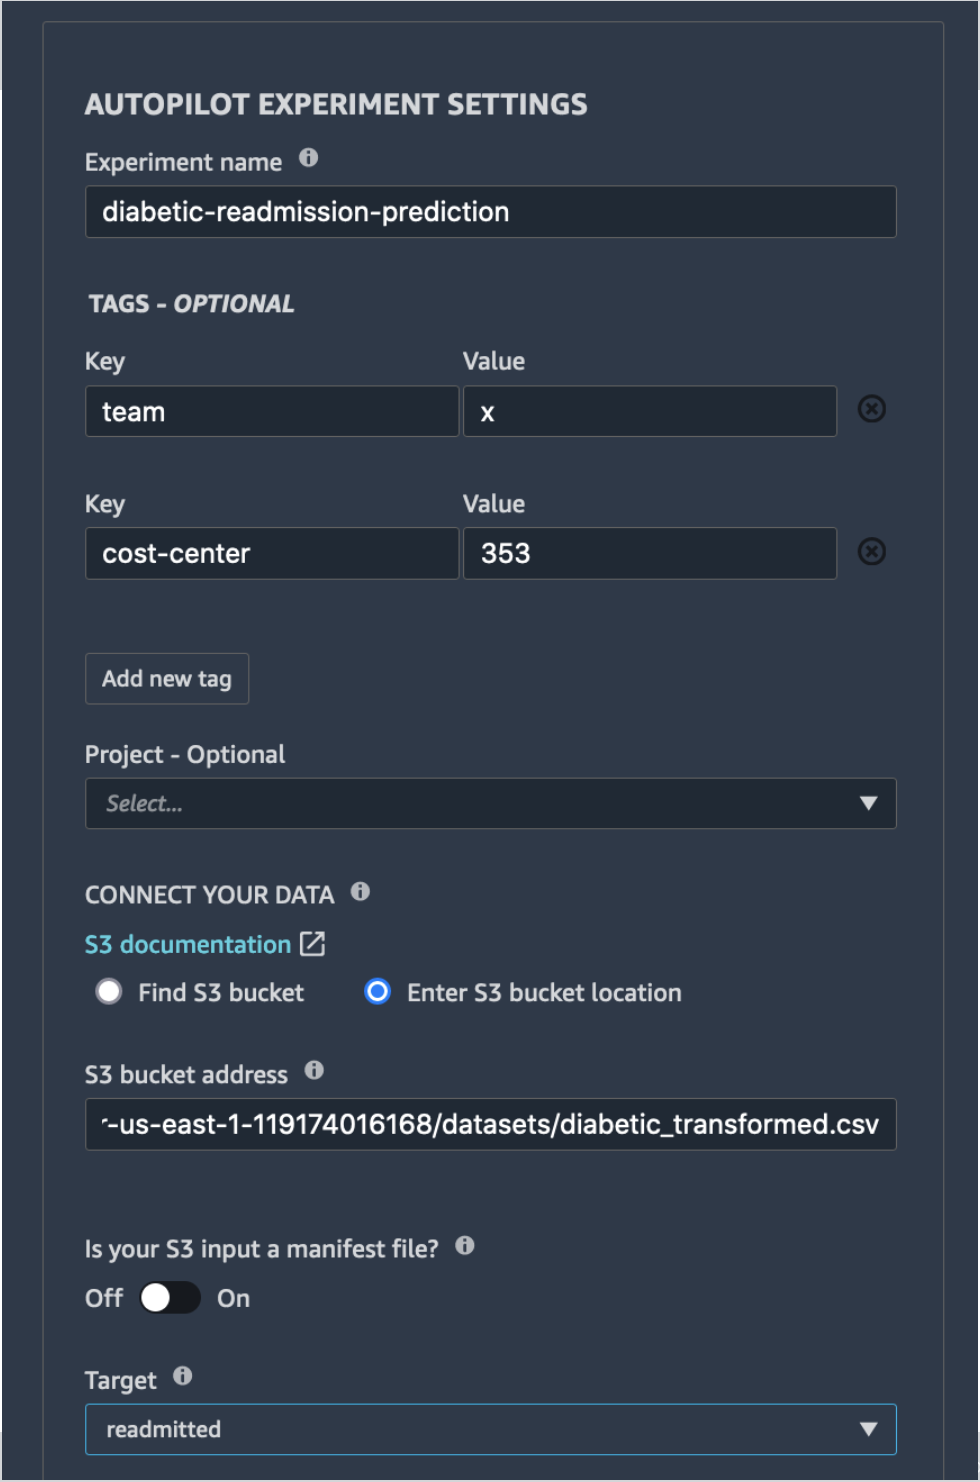 AUTOPILOT EXPERIMENT SETTINGS
Experiment name
diabetic-readmission-prediction
TAGS - OPTIONAL
Key Value
team x
Key Value
cost-center 353
Add new tag
Project - Optional
Select...
CONNECT YOUR DATA
S3 documentation
Find S3 bucket Enter S3 bucket location
S3 bucket address
-us-east-1-119174016168/datasets/diabetic_transformed.csv
Is your S3 input a manifest file?
Off On
Target
readmitted